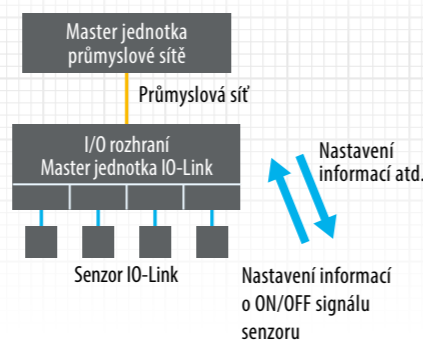 Master jednotka
průmyslové sítě
Průmyslová síť
I/O rozhraní
Master jednotka IO-Link
Nastavení
informací atd.
Senzor IO-Link
Nastavení informací
o ON/OFF signálu
senzoru